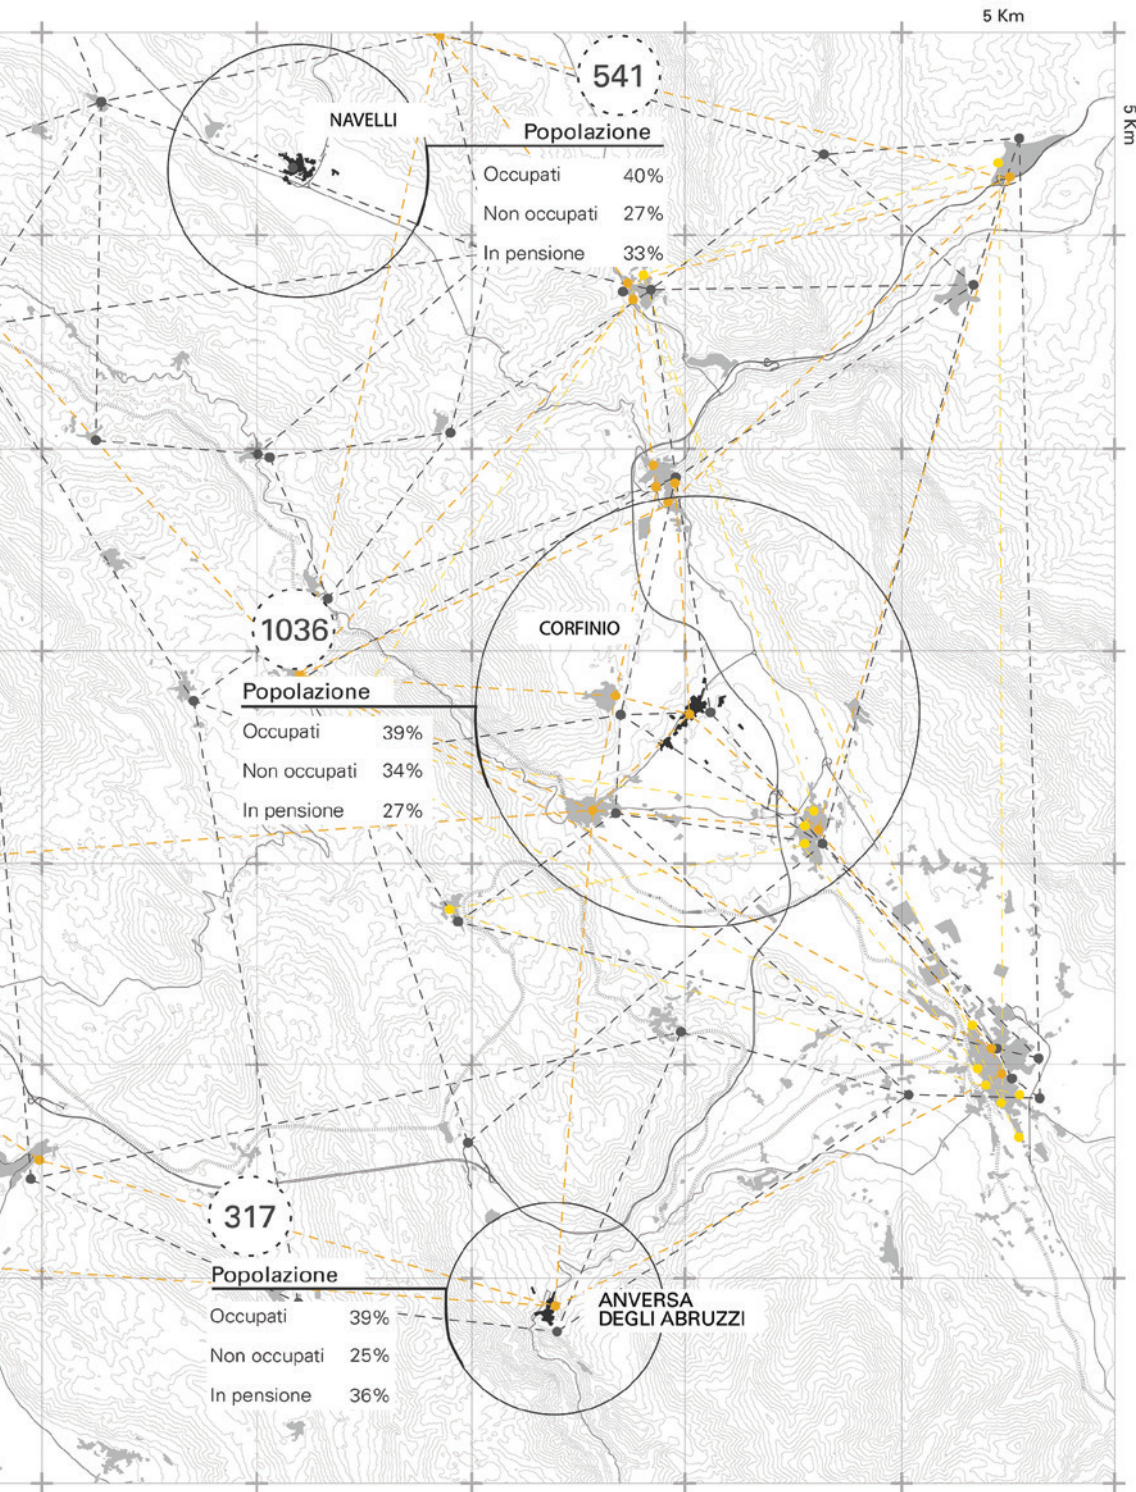 5 Km
5 Km
541
NAVELLI
Popolazione
Occupati 40%
Non occupati 27%
In pensione 33%
CORFINIO
1036
Popolazione
Occupati 39%
Non occupati 34%
In pensione 27%
317
Popolazione
Occupati 39%
Non occupati 25%
In pensione 36%
ANVERSA
DEGLI ABRUZZI